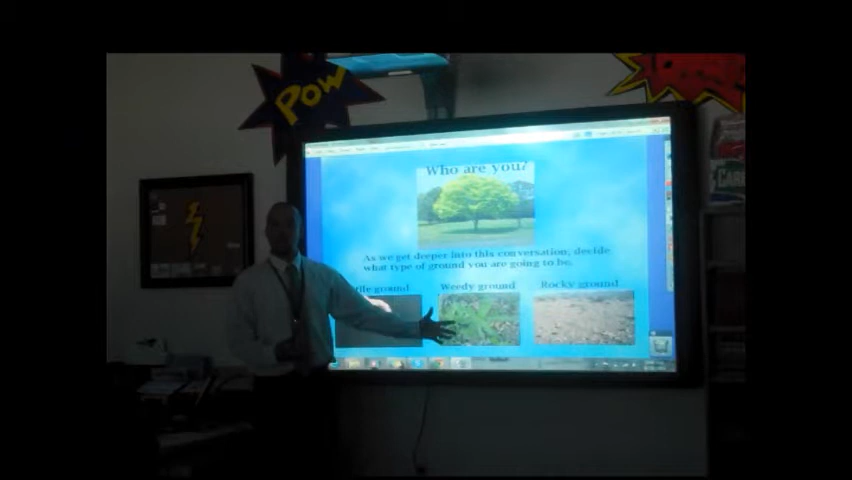 POW
Who are you?
As we get deeper into this conversation, decide
what type of ground you are going to be.
ground
Weedy ground
Rocky ground